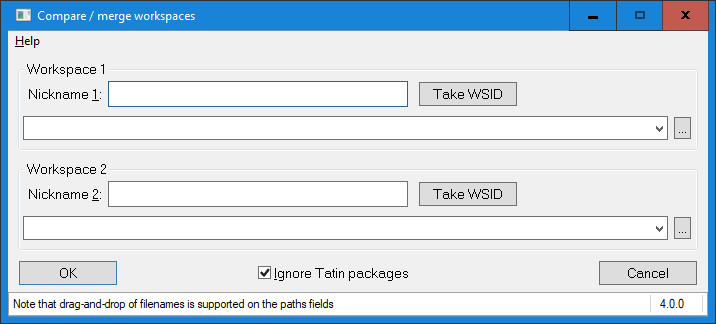 Compare / merge workspaces
Help
Workspace 1
Nickname 1: Take WSID
...
Workspace 2
Nickname 2: Take WSID
...
OK Ignore Tatin packages Cancel
Note that drag-and-drop of filenames is supported on the paths fields 4.0.0